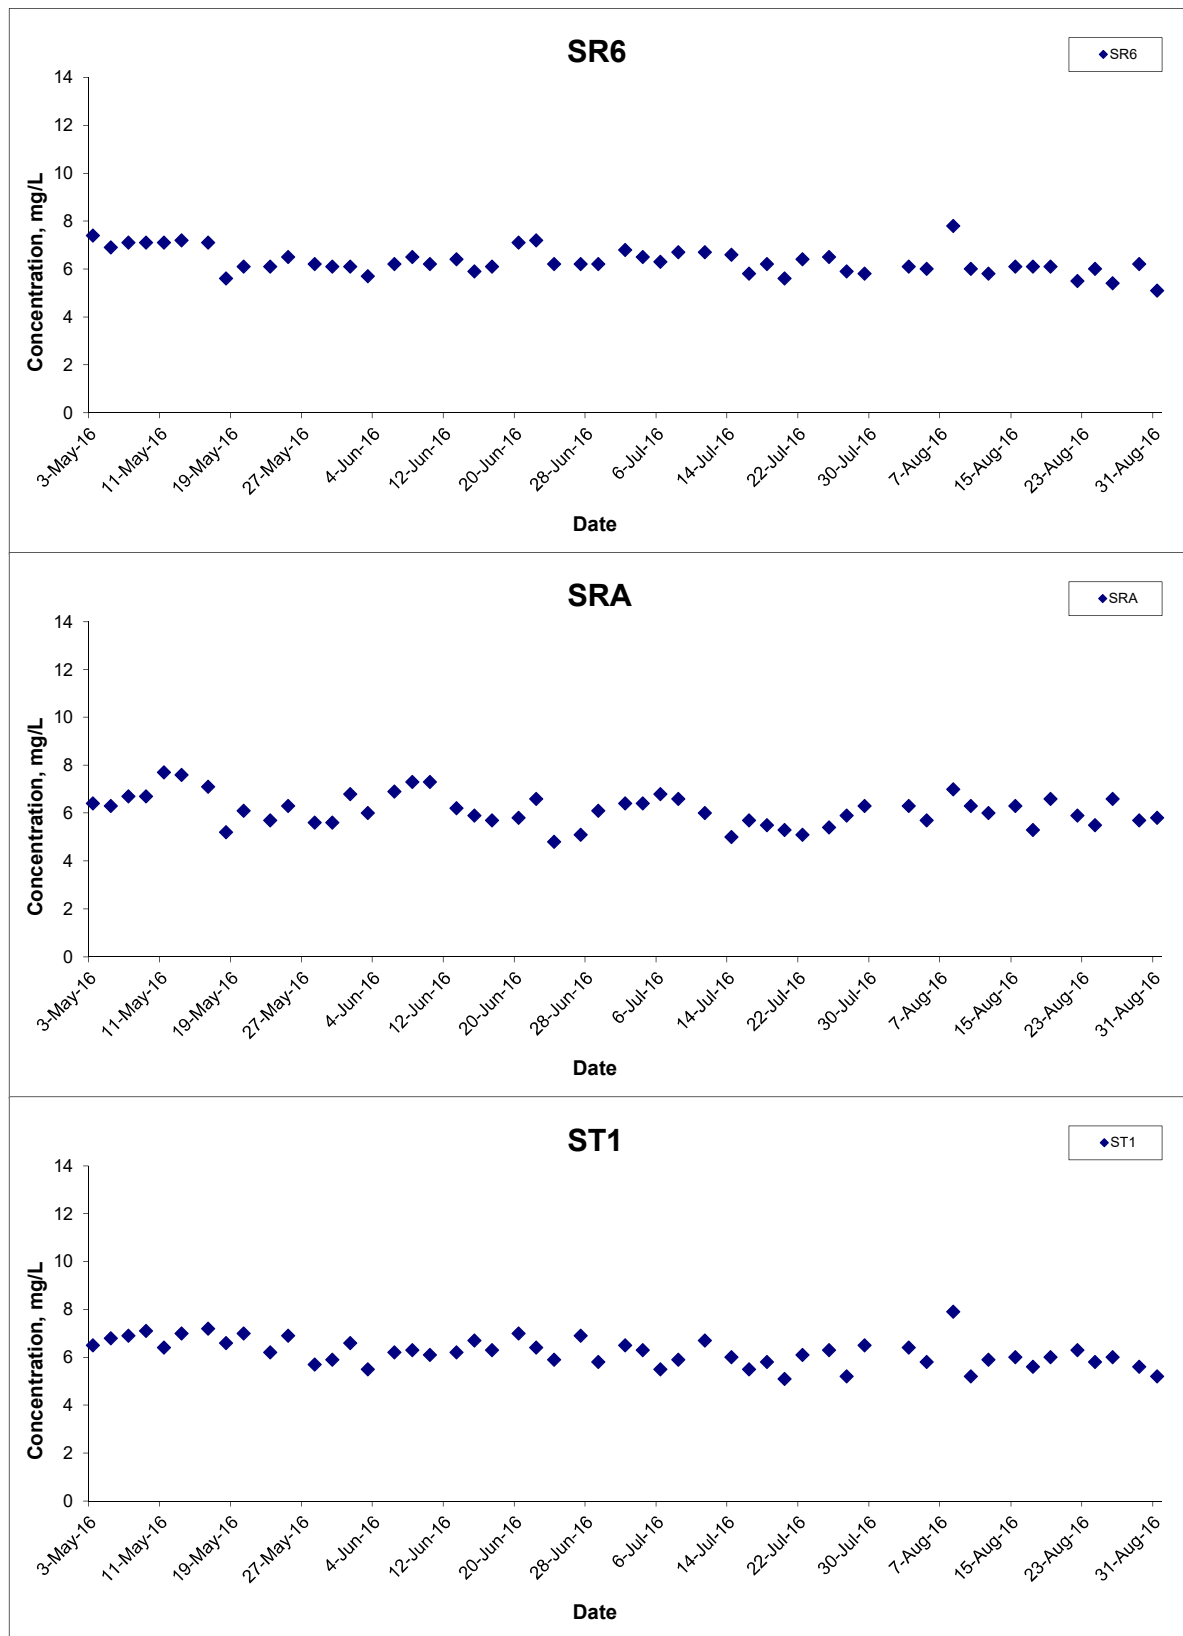 SR6
SR6
14
12
10
8
6
4
2
0
Concentration, mg/L
3-May-16
11-May-16
19-May-16
27-May-16
4-Jun-16
12-Jun-16
20-Jun-16
28-Jun-16
6-Jul-16
14-Jul-16
22-Jul-16
30-Jul-16
7-Aug-16
15-Aug-16
23-Aug-16
31-Aug-16
Date
SRA
SRA
14
12
10
8
6
4
2
0
Concentration, mg/L
3-May-16
11-May-16
19-May-16
27-May-16
4-Jun-16
12-Jun-16
20-Jun-16
28-Jun-16
6-Jul-16
14-Jul-16
22-Jul-16
30-Jul-16
7-Aug-16
15-Aug-16
23-Aug-16
31-Aug-16
Date
ST1
ST1
14
12
10
8
6
4
2
0
Concentration, mg/L
3-May-16
11-May-16
19-May-16
27-May-16
4-Jun-16
12-Jun-16
20-Jun-16
28-Jun-16
6-Jul-16
14-Jul-16
22-Jul-16
30-Jul-16
7-Aug-16
15-Aug-16
23-Aug-16
31-Aug-16
Date